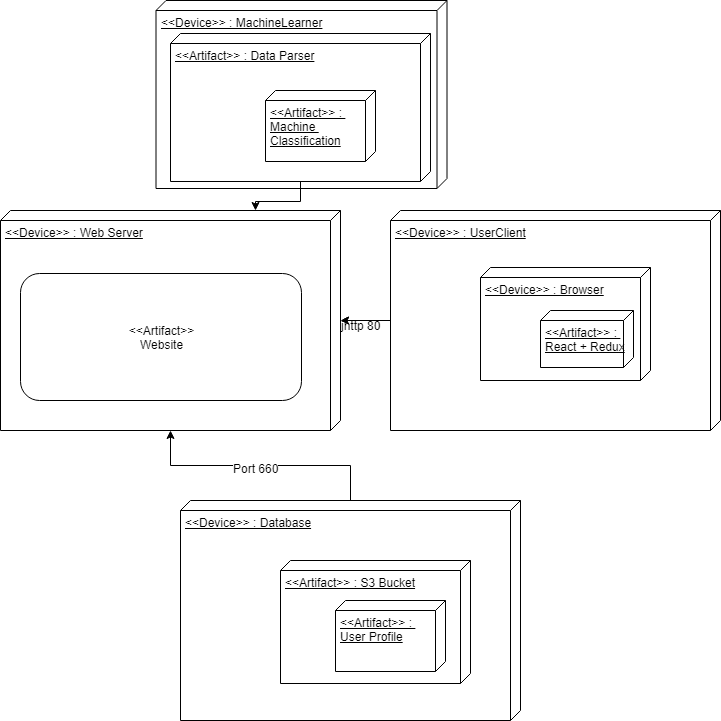 <<Device>> : MachineLearner
<<Artifact>> : Data Parser
<<Artifact>> :
Machine
Classification
<<Device>> : Web Server
<<Artifact>>
Website
<<Device>> : UserClient
<<Device>> : Browser
<<Artifact>> :
React + Redux
jhttp 80
Port 660
<<Device>> : Database
<<Artifact>> : S3 Bucket
<<Artifact>> :
User Profile